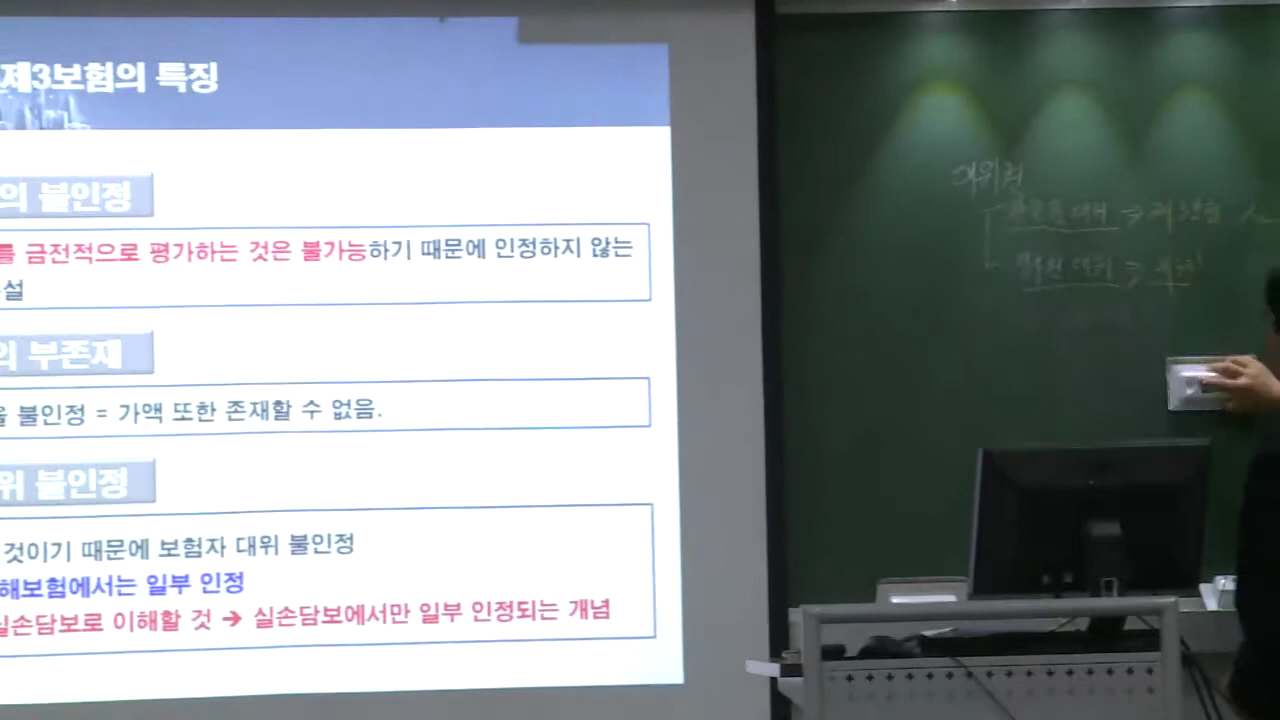 제3보험의 특징
의 불인정
를 금전적으로 평가하는 것은 불가능하기 때문에 인정하지 않는
설
의 부존재
을 불인정 = 가액 또한 존재할 수 없음.
위 불인정
것이기 때문에 보험자 대위 불인정
해보험에서는 일부 인정
실손담보로 이해할 것 → 실손담보에서만 일부 인정되는 개념
대위권